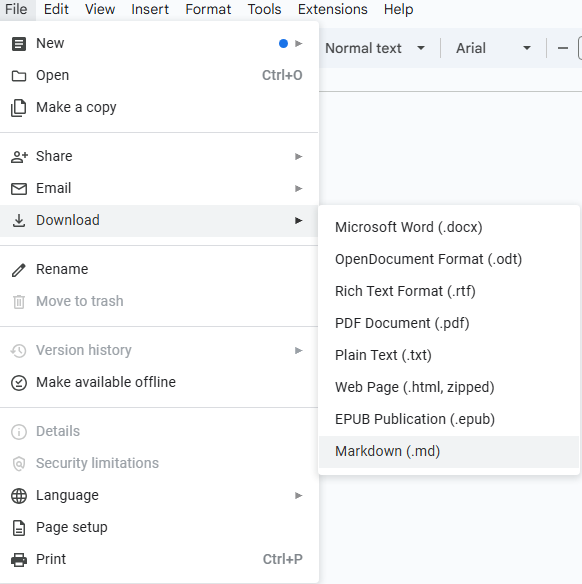 File Edit View Insert Format Tools Extensions Help
New
Normal text Arial
Open Ctrl+O
Make a copy
Share
Email
Download
Microsoft Word (.docx)
OpenDocument Format (.odt)
Rename
Rich Text Format (.rtf)
Move to trash
PDF Document (.pdf)
Version history
Plain Text (.txt)
Make available offline
Web Page (.html, zipped)
EPUB Publication (.epub)
Details
Markdown (.md)
Security limitations
Language
Page setup
Print Ctrl+P